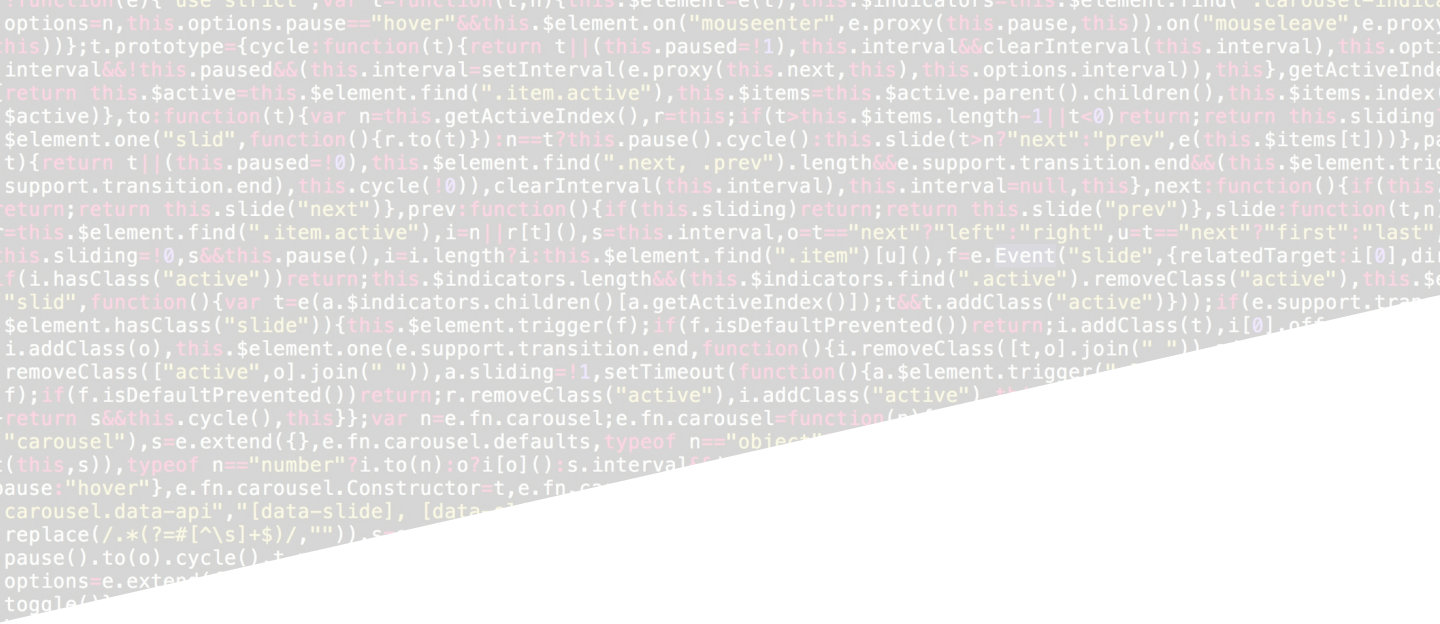 !function(e){"use strict";var t=function(t,n){this.$element=e(t),this.$indicators=this.$element.find(".carousel-indica
options=n,this.options.pause=="hover"&&this.$element.on("mouseenter",e.proxy(this.pause,this)).on("mouseleave",e.proxy
this))};t.prototype={cycle:function(t){return t||(this.paused=!1),this.interval&&clearInterval(this.interval),this.opti
interval&&!this.paused&&(this.interval=setInterval(e.proxy(this.next,this),this.options.interval)),this},getActiveInde
{return this.$active=this.$element.find(".item.active"),this.$items=this.$active.parent().children(),this.$items.index(
$active)},to:function(t){var n=this.getActiveIndex(),r=this;if(t>this.$items.length-1||t<0)return;return this.sliding
$element.one("slid",function(){r.to(t)}):n==t?this.pause().cycle():this.slide(t>n?"next":"prev",e(this.$items[t]))},pa
t){return t||(this.paused=!0),this.$element.find(".next, .prev").length&&e.support.transition.end&&(this.$element.trig
support.transition.end),this.cycle(!0)),clearInterval(this.interval),this.interval=null,this},next:function(){if(this.
return;return this.slide("next")},prev:function(){if(this.sliding)return;return this.slide("prev")},slide:function(t,n)
r=this.$element.find(".item.active"),i=n||r[t](),s=this.interval,o=t=="next"?"left":"right",u=t=="next"?"first":"last",
this.sliding=!0,s&&this.pause(),i=i.length?i:this.$element.find(".item")[u](),f=e.Event("slide",{relatedTarget:i[0],dir
if(i.hasClass("active"))return;this.$indicators.length&&(this.$indicators.find(".active").removeClass("active"),this.$e
"slid",function(){var t=e(a.$indicators.children()[a.getActiveIndex()]);t&&t.addClass("active")}));if(e.support.tran
$element.hasClass("slide")){this.$element.trigger(f);if(f.isDefaultPrevented())return;i.addClass(t),i[0].off
i.addClass(o),this.$element.one(e.support.transition.end,function(){i.removeClass([t,o].join(" "))
removeClass(["active",o].join(" ")),a.sliding=!1,setTimeout(function(){a.$element.trigger("
f);if(f.isDefaultPrevented())return;r.removeClass("active"),i.addClass("active")
return s&&this.cycle(),this}};var n=e.fn.carousel;e.fn.carousel=function(n){
"carousel"),s=e.extend({},e.fn.carousel.defaults,typeof n=="object"
t(this,s)),typeof n=="number"?i.to(n):o?i[o]():s.interval&&
pause:"hover"},e.fn.carousel.Constructor=t,e.fn.ca
carousel.data-api","[data-slide], [data-sl
replace(/.*(?=#[^\s]+$)/,"")),s=
pause().to(o).cycle(),t
options=e.extend(
toggle()}